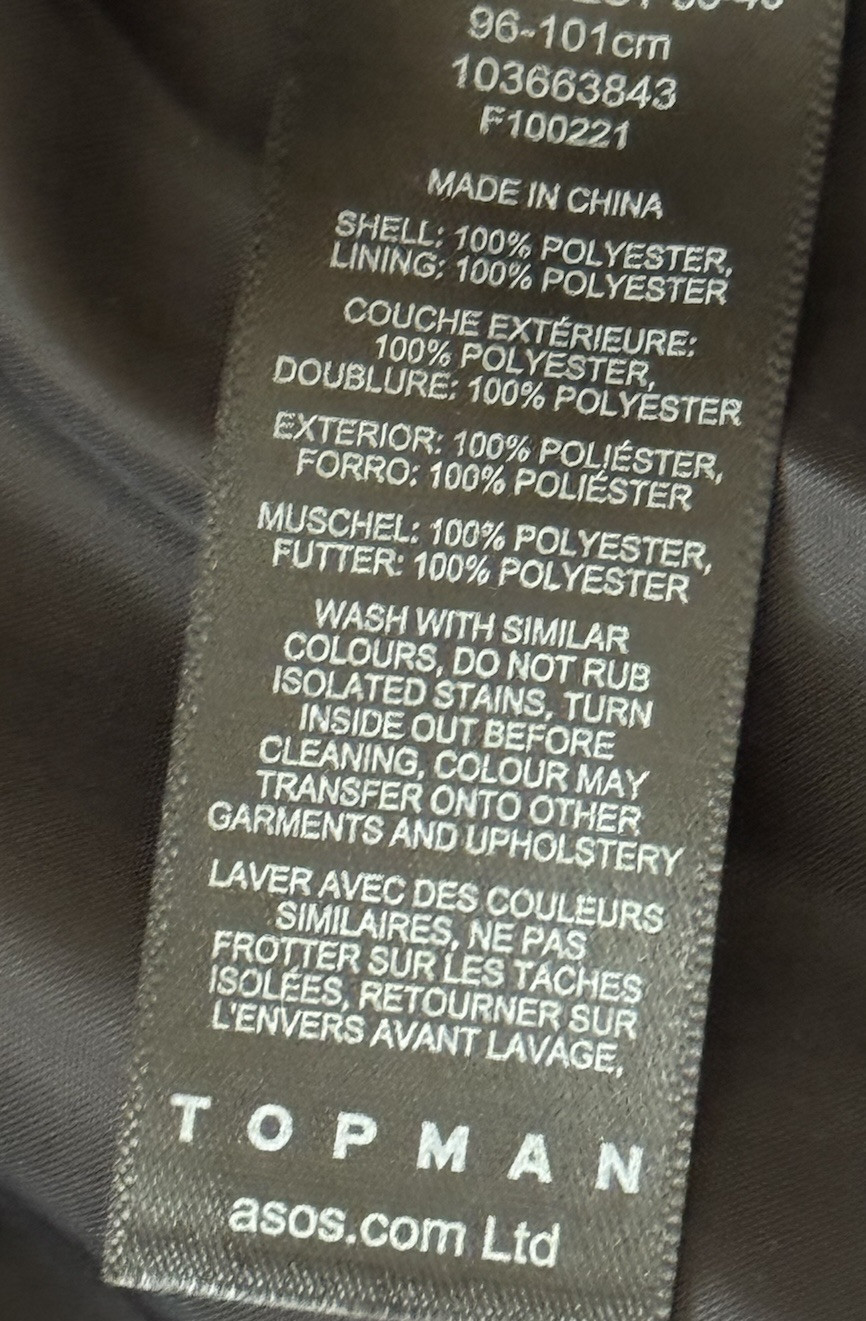 96-101cm
103663843
F100221
MADE IN CHINA
SHELL: 100% POLYESTER,
LINING: 100% POLYESTER
COUCHE EXTÉRIEURE:
100% POLYESTER,
DOUBLURE: 100% POLYESTER
EXTERIOR: 100% POLIÉSTER,
FORRO: 100% POLIÉSTER
MUSCHEL: 100% POLYESTER,
FUTTER: 100% POLYESTER
WASH WITH SIMILAR
COLOURS, DO NOT RUB
ISOLATED STAINS, TURN
INSIDE OUT BEFORE
CLEANING, COLOUR MAY
TRANSFER ONTO OTHER
GARMENTS AND UPHOLSTERY
LAVER AVEC DES COULEURS
SIMILAIRES, NE PAS
FROTTER SUR LES TACHES
ISOLÉES, RETOURNER SUR
L'ENVERS AVANT LAVAGE,
TOPMAN
asos.com Ltd